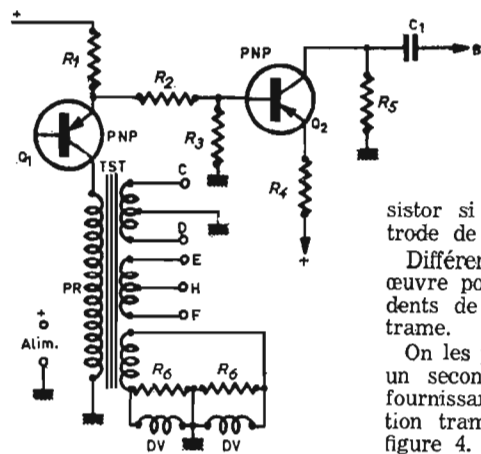 +
R1
PNP
C1
B
R2
R5
PNP
R3
Q2
Q1
TST
C
R4
D
+
E
PR
H
+
F
Alim.
R6
R6
DV
DV
sistor si
trode de
Différen
œuvre po
dents de
trame.
On les
un secon
fournissan
tion tram
figure 4.